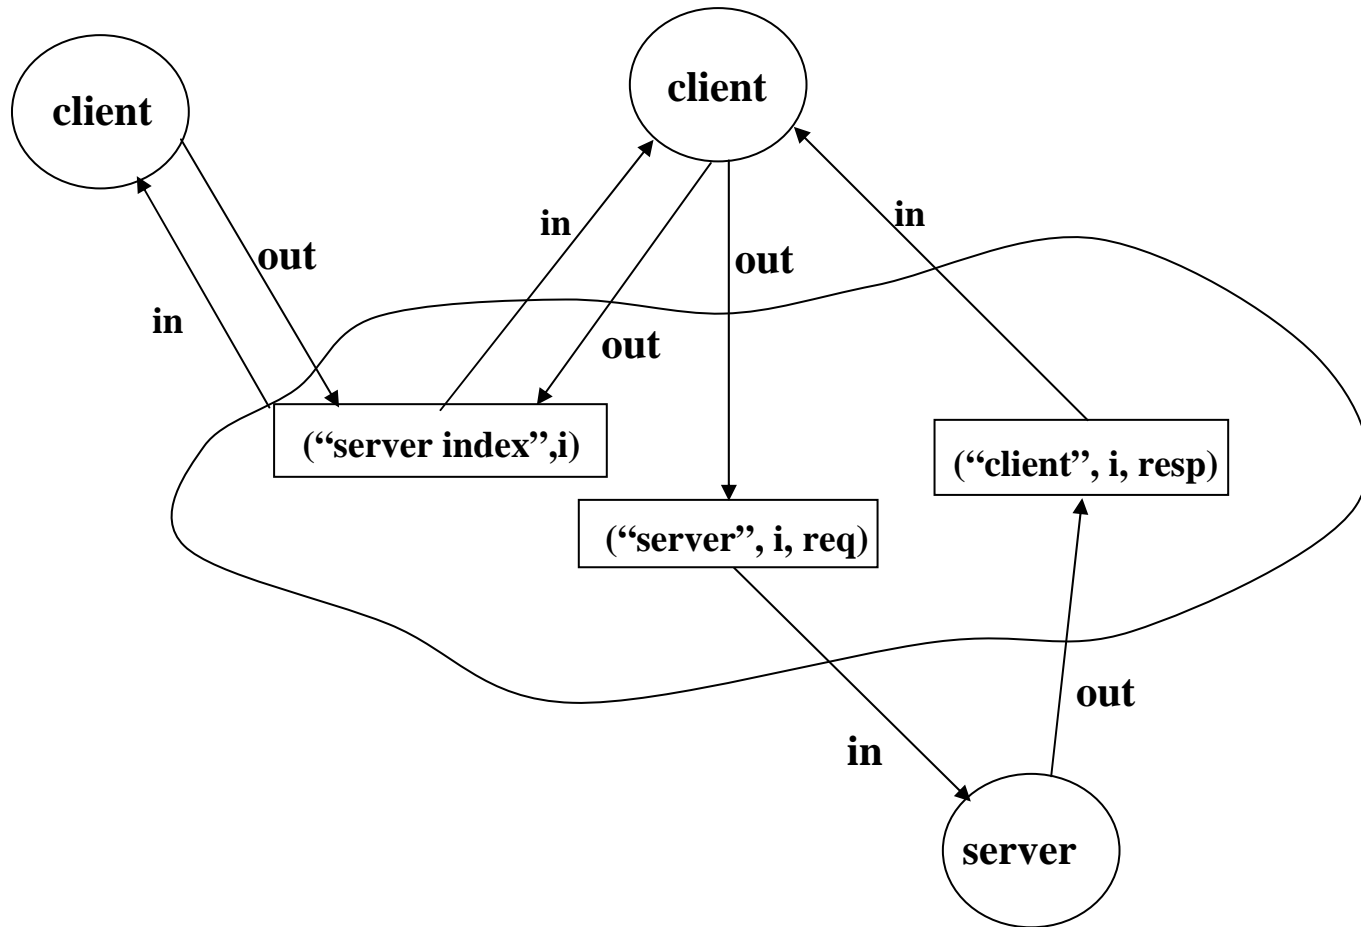 client
client
in
in
out
out
in
out
(“server index”,i)
(“client”, i, resp)
(“server”, i, req)
out
in
server